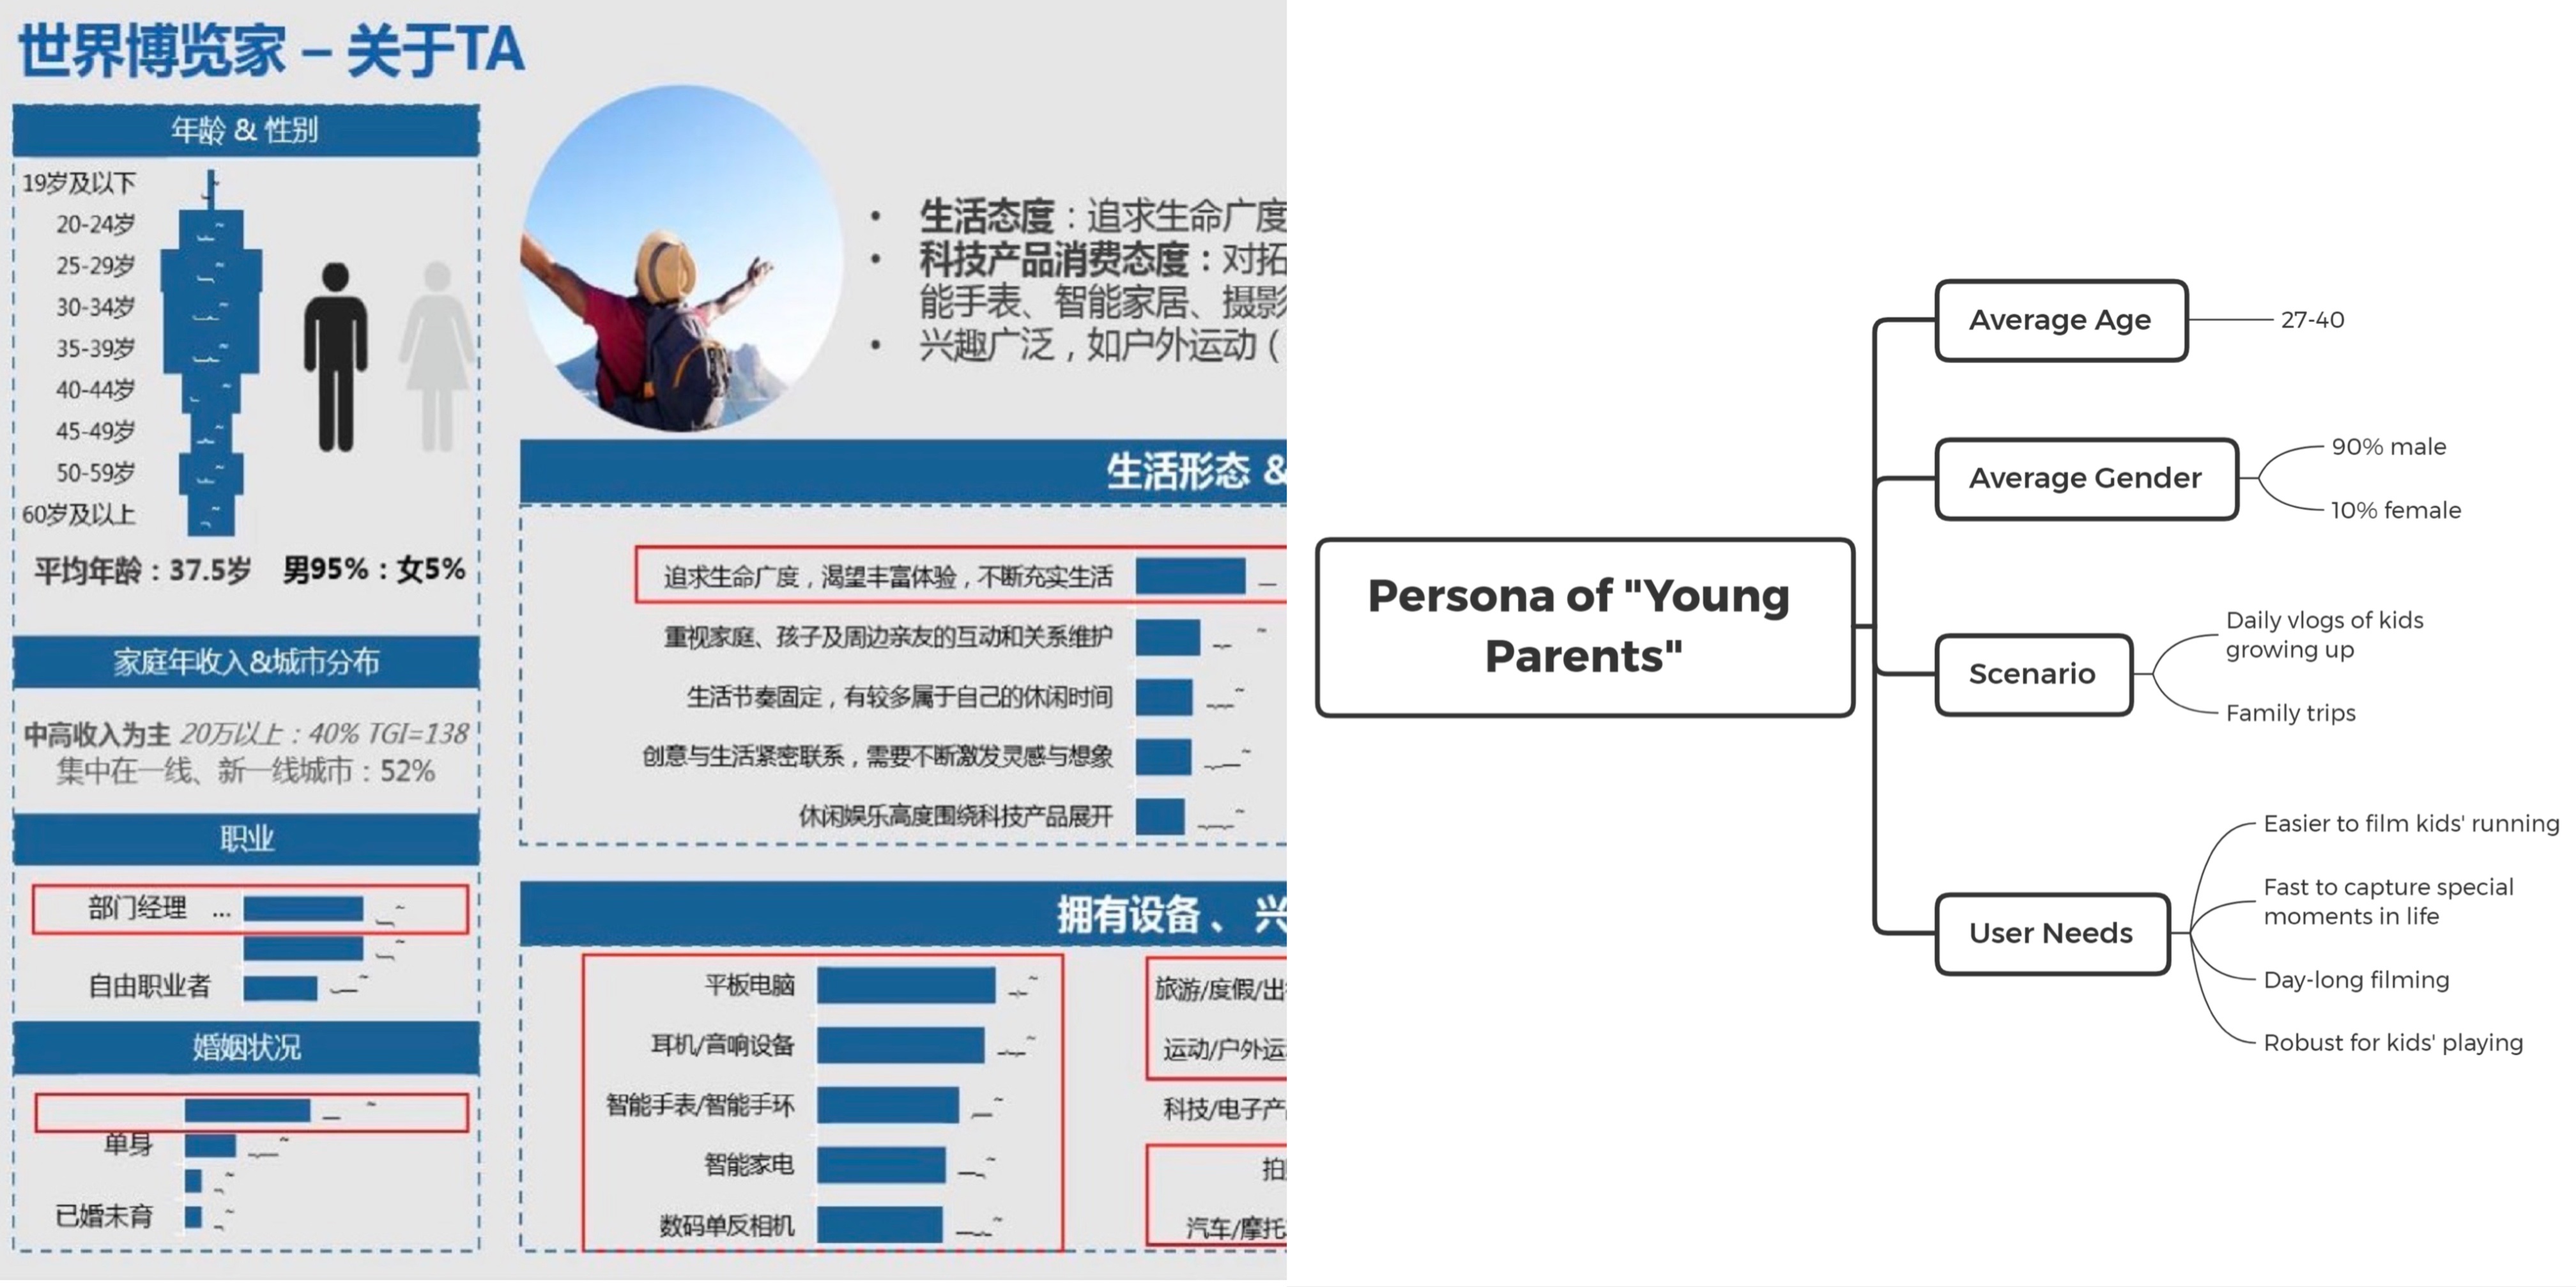 世界博览家 – 关于TA
年龄 & 性别
19岁及以下
20-24岁
25-29岁
30-34岁
35-39岁
40-44岁
45-49岁
50-59岁
60岁及以上
平均年龄：37.5岁 男95%：女5%
家庭年收入&城市分布
中高收入为主 20万以上：40% TGI=138
集中在一线、新一线城市：52%
职业
部门经理 ...
自由职业者
婚姻状况
单身
已婚未育
• 生活态度：追求生命广度
• 科技产品消费态度：对拓
能手表、智能家居、摄影
• 兴趣广泛，如户外运动（
生活形态 &
追求生命广度，渴望丰富体验，不断充实生活
重视家庭、孩子及周边亲友的互动和关系维护
生活节奏固定，有较多属于自己的休闲时间
创意与生活紧密联系，需要不断激发灵感与想象
休闲娱乐高度围绕科技产品展开
拥有设备、兴
平板电脑
耳机/音响设备
智能手表/智能手环
智能家电
数码单反相机
旅游/度假/出
运动/户外运
科技/电子产
拍
汽车/摩托
Persona of "Young
Parents"
Average Age
27-40
Average Gender
90% male
10% female
Scenario
Daily vlogs of kids
growing up
Family trips
User Needs
Easier to film kids' running
Fast to capture special
moments in life
Day-long filming
Robust for kids' playing